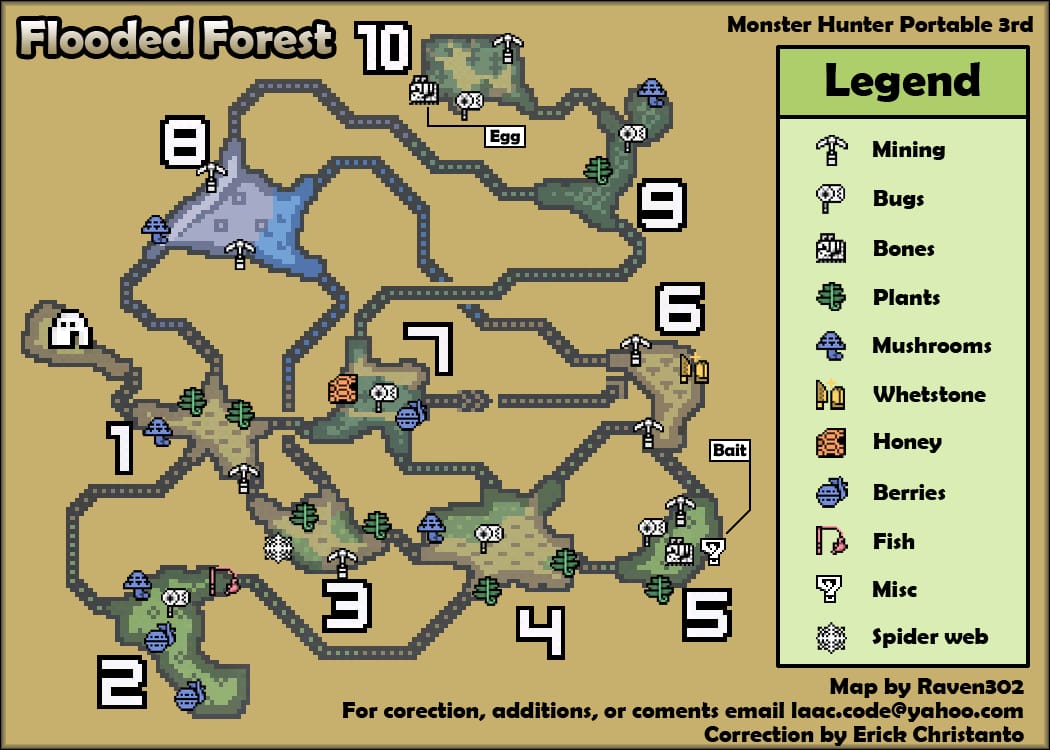 Flooded Forest
Monster Hunter Portable 3rd
10
Egg
8
9
6
7
1
Bait
3
4
5
2
Legend
Mining
Bugs
Bones
Plants
Mushrooms
Whetstone
Honey
Berries
Fish
Misc
Spider web
Map by Raven302
For corection, additions, or coments email laac.code@yahoo.com
Correction by Erick Christanto